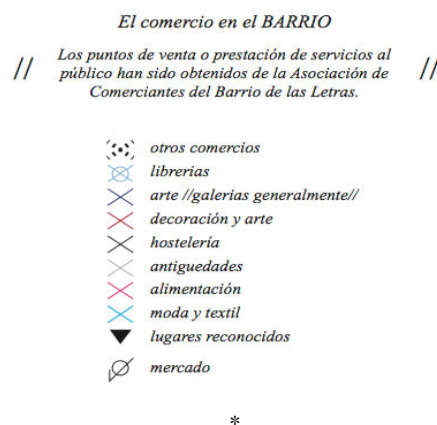 El comercio en el BARRIO
// Los puntos de venta o prestación de servicios al //
público han sido obtenidos de la Asociación de
Comerciantes del Barrio de las Letras.
otros comercios
librerias
arte //galerias generalmente//
decoración y arte
hostelería
antiguedades
alimentación
moda y textil
lugares reconocidos
mercado
*